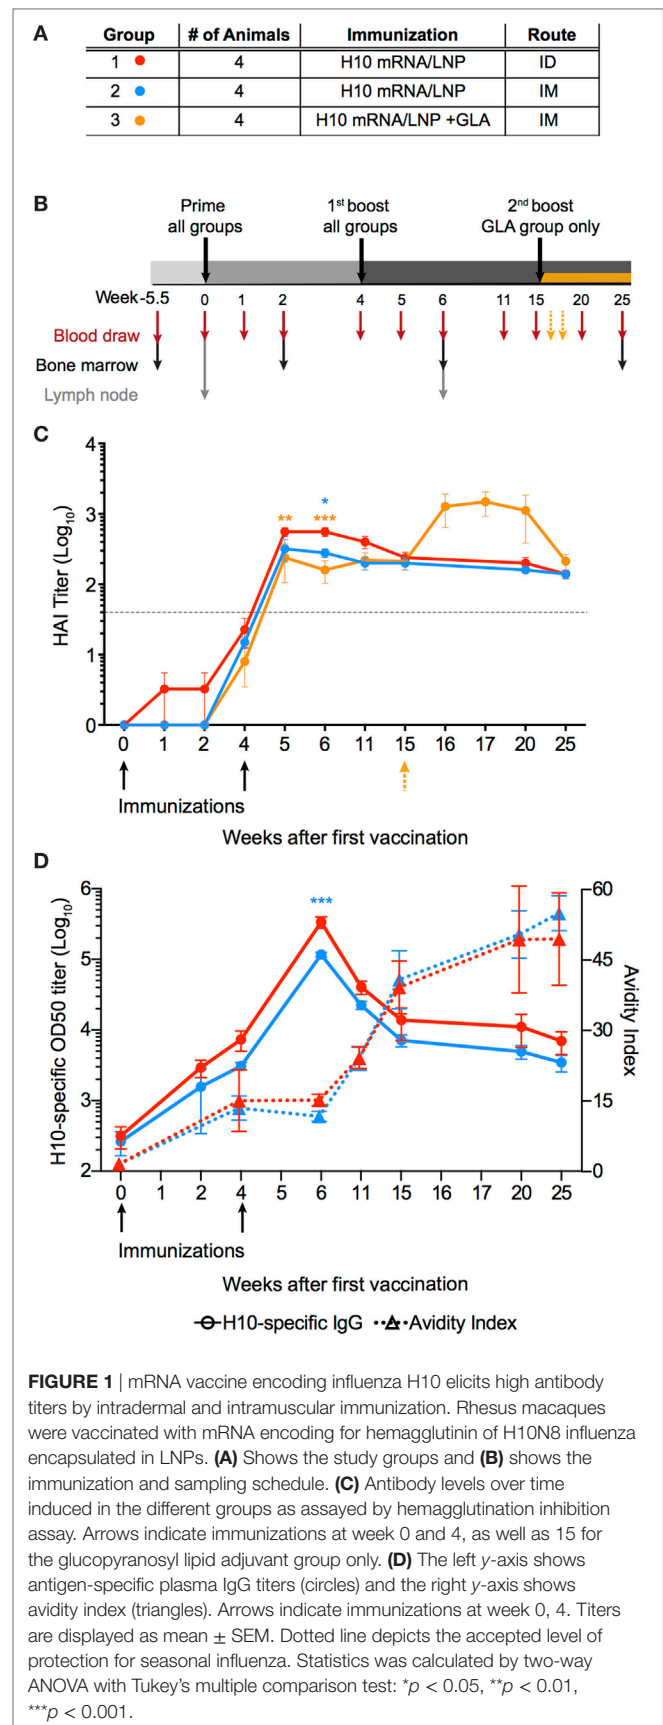 A
Group # of Animals Immunization Route
1 4 H10 mRNA/LNP ID
2 4 H10 mRNA/LNP IM
3 4 H10 mRNA/LNP +GLA IM
B
Prime 1st boost 2nd boost
all groups all groups GLA group only
Week -5.5 0 1 2 4 5 6 11 15 20 25
Blood draw
Bone marrow
Lymph node
C
HAI Titer (Log10)
4
3
2
1
0
* 
** ***
0 1 2 4 5 6 11 15 16 17 20 25
Immunizations
Weeks after first vaccination
D
H10-specific OD50 titer (Log10)
6
5
4
3
2
***
60
45
30
15
0
Avidity Index
0 1 2 4 5 6 11 15 16 17 20 25
Immunizations
Weeks after first vaccination
H10-specific IgG Avidity Index
FIGURE 1 | mRNA vaccine encoding influenza H10 elicits high antibody
titers by intradermal and intramuscular immunization. Rhesus macaques
were vaccinated with mRNA encoding for hemagglutinin of H10N8 influenza
encapsulated in LNPs. (A) Shows the study groups and (B) shows the
immunization and sampling schedule. (C) Antibody levels over time
induced in the different groups as assayed by hemagglutination inhibition
assay. Arrows indicate immunizations at week 0 and 4, as well as 15 for
the glucopyranosyl lipid adjuvant group only. (D) The left y-axis shows
antigen-specific plasma IgG titers (circles) and the right y-axis shows
avidity index (triangles). Arrows indicate immunizations at week 0, 4. Titers
are displayed as mean ± SEM. Dotted line depicts the accepted level of
protection for seasonal influenza. Statistics was calculated by two-way
ANOVA with Tukey's multiple comparison test: *p < 0.05, **p < 0.01,
***p < 0.001.